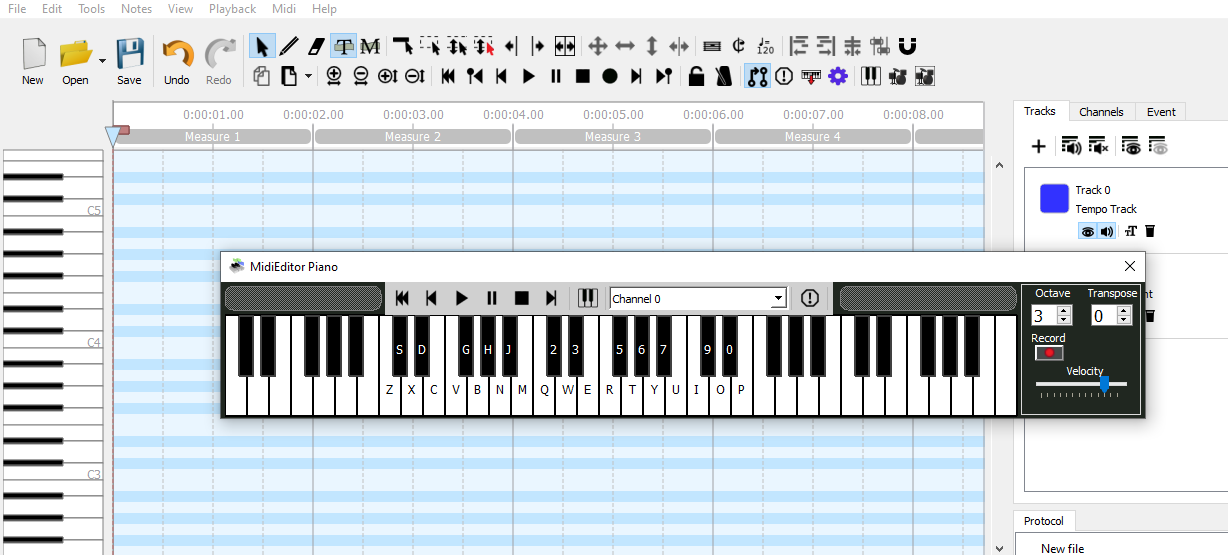 File Edit Tools Notes View Playback Midi Help
New Open Save Undo Redo
120
0:00:01.00 0:00:02.00 0:00:03.00 0:00:04.00 0:00:05.00 0:00:06.00 0:00:07.00 0:00:08.00
Measure 1 Measure 2 Measure 3 Measure 4
Tracks Channels Event
Track 0
Tempo Track
C5
MidiEditor Piano
Channel 0
Octave Transpose
3 0
Record
Velocity
S D G H J 2 3 5 6 7 9 0
Z X C V B N M Q W E R T Y U I O P
C4
C3
Protocol
New file